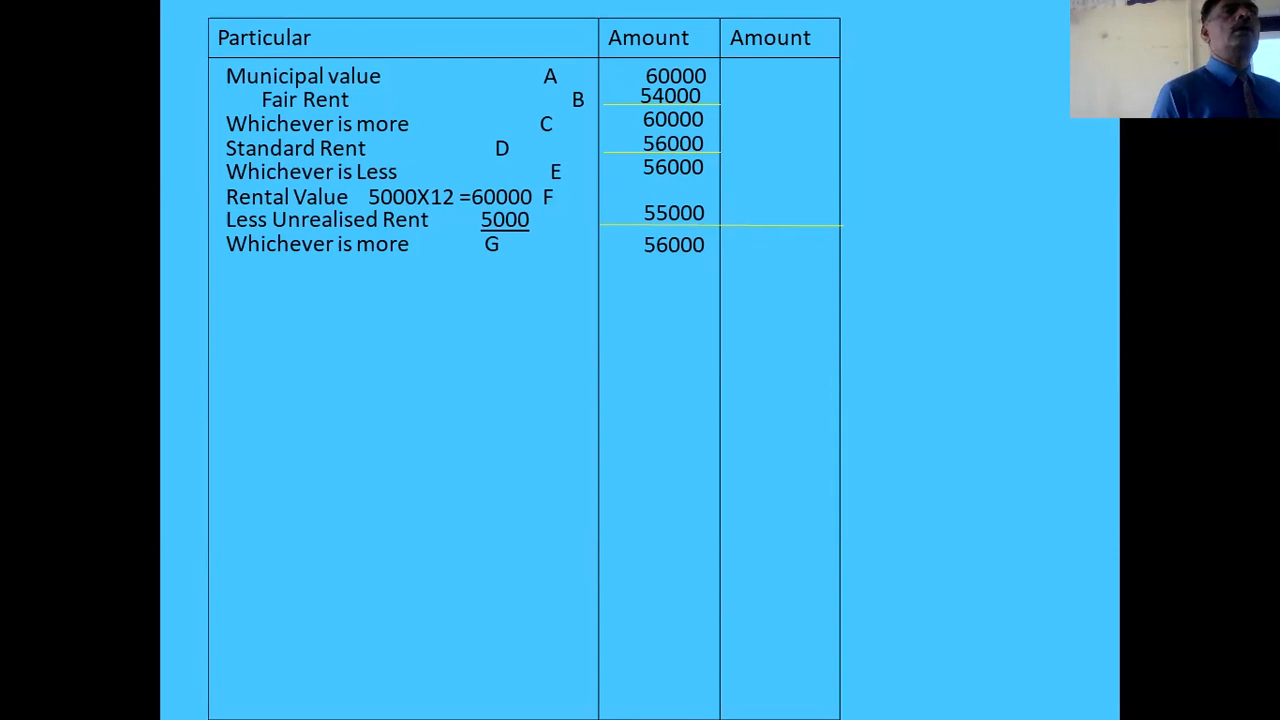 Particular Amount Amount
Municipal value A 60000
Fair Rent B 54000
Whichever is more C 60000
Standard Rent D 56000
Whichever is Less E 56000
Rental Value 5000X12 =60000 F
Less Unrealised Rent 5000 55000
Whichever is more G 56000